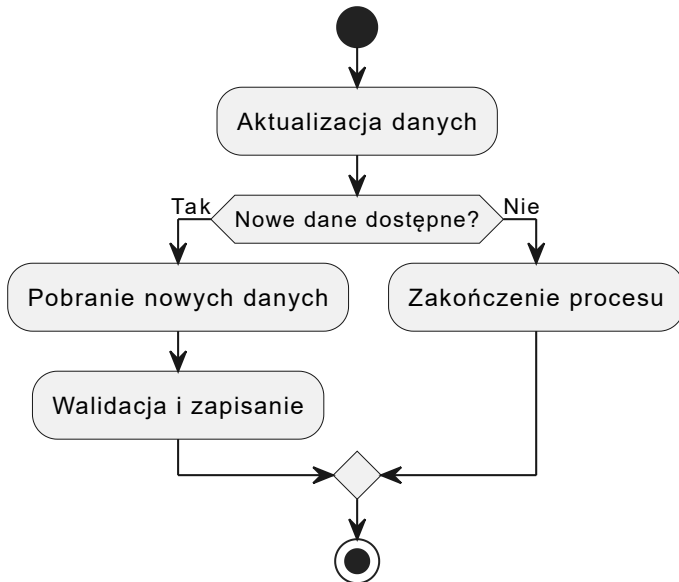 Aktualizacja danych
Tak
Nowe dane dostępne?
Nie
Pobranie nowych danych
Zakończenie procesu
Walidacja i zapisanie